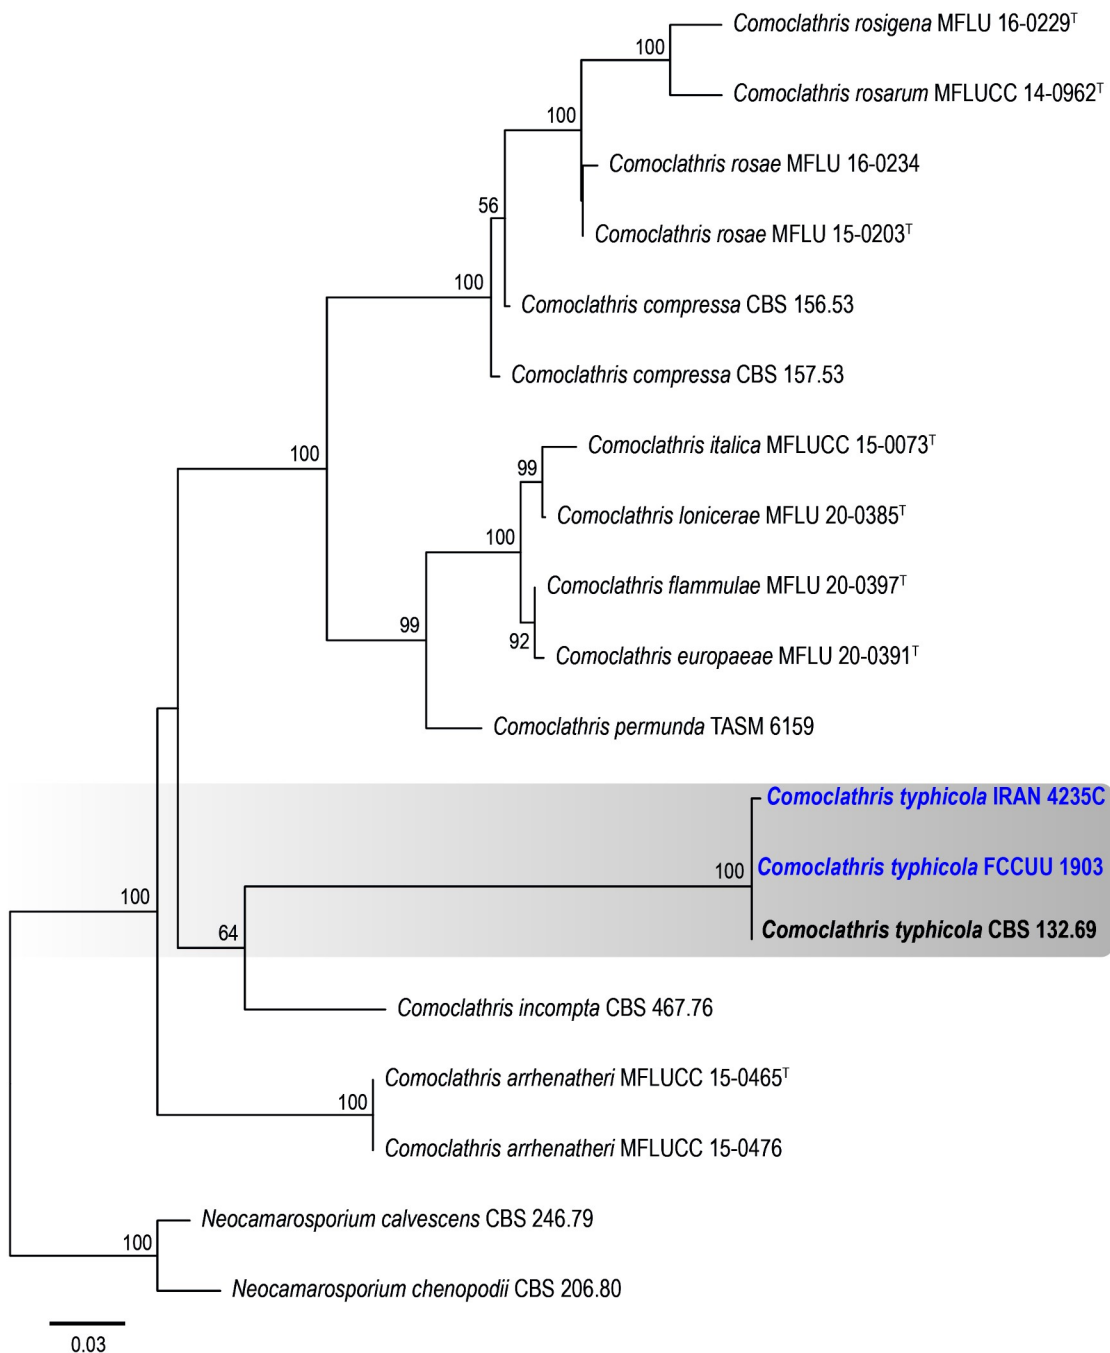 Comoclathris rosigena MFLU 16-0229ᵀ
100
Comoclathris rosarum MFLUCC 14-0962ᵀ
100
Comoclathris rosae MFLU 16-0234
56
Comoclathris rosae MFLU 15-0203ᵀ
100
Comoclathris compressa CBS 156.53
Comoclathris compressa CBS 157.53
Comoclathris italica MFLUCC 15-0073ᵀ
100
99
Comoclathris lonicerae MFLU 20-0385ᵀ
100
Comoclathris flammulae MFLU 20-0397ᵀ
99
92
Comoclathris europaeae MFLU 20-0391ᵀ
Comoclathris permunda TASM 6159
Comoclathris typhicola IRAN 4235C
100
Comoclathris typhicola FCCUU 1903
100
64
Comoclathris typhicola CBS 132.69
Comoclathris incompta CBS 467.76
Comoclathris arrhenatheri MFLUCC 15-0465ᵀ
100
Comoclathris arrhenatheri MFLUCC 15-0476
Neocamarosporium calvescens CBS 246.79
100
Neocamarosporium chenopodii CBS 206.80
0.03